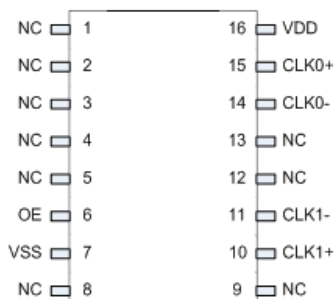 NC 1 16 VDD
NC 2 15 CLK0+
NC 3 14 CLK0-
NC 4 13 NC
NC 5 12 NC
OE 6 11 CLK1-
VSS 7 10 CLK1+
NC 8 9 NC